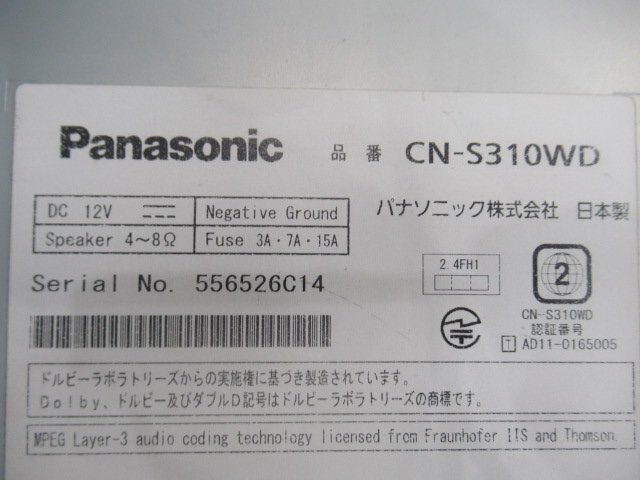 Panasonic 品番 CN-S310WD
DC 12V Negative Ground
Speaker 4～8Ω Fuse 3A・7A・15A
パナソニック株式会社 日本製
Serial No. 556526C14
2.4FH1
2
CN-S310WD
認証番号
T AD11-0165005
ドルビーラボラトリーズからの実施権に基づき製造されています。
Dolby、ドルビー及びダブルD記号はドルビーラボラトリーズの商標です。
MPEG Layer-3 audio coding technology licensed from Fraunhofer IIS and Thomson.